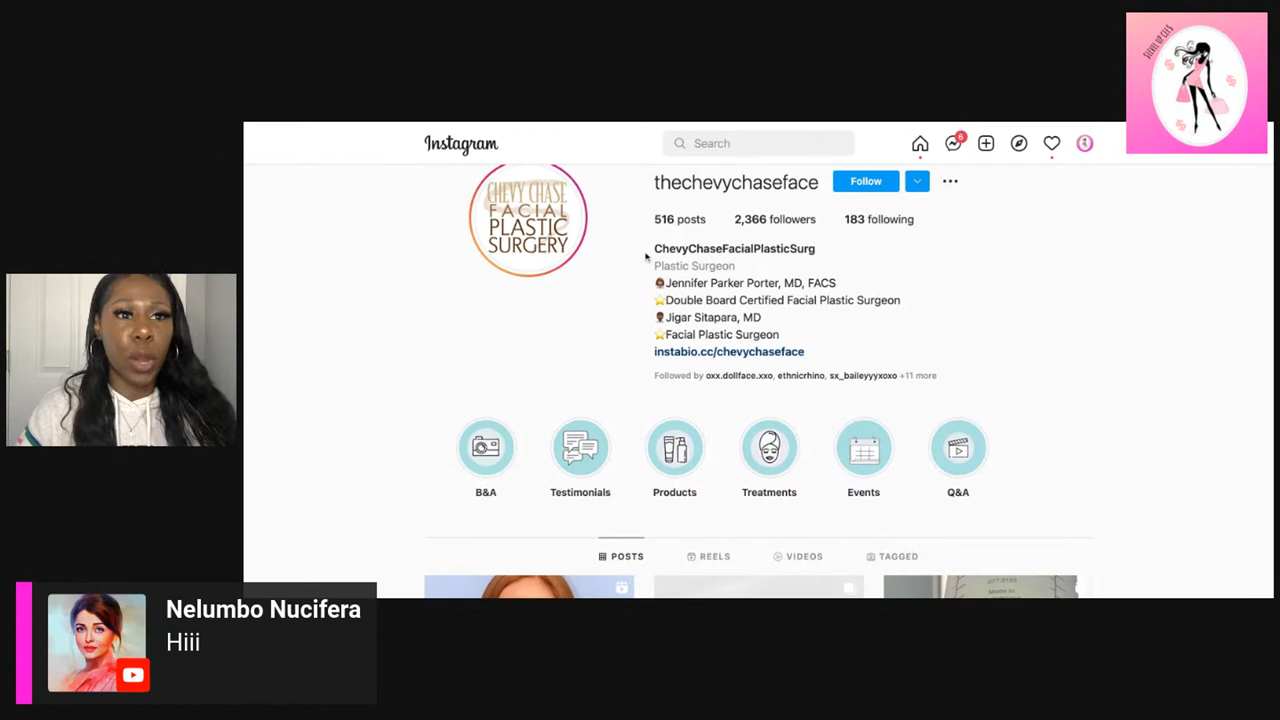 Instagram
Search
6
thechevychaseface
Follow
516 posts 2,366 followers 183 following
CHEVY CHASE
FACIAL
PLASTIC
SURGERY
ChevyChaseFacialPlasticSurg
Plastic Surgeon
Jennifer Parker Porter, MD, FACS
Double Board Certified Facial Plastic Surgeon
Jigar Sitapara, MD
Facial Plastic Surgeon
instabio.cc/chevychaseface
Followed by oxx.dollface.xxo, ethnicrhino, sx_baileyyyxoxo +11 more
B&A Testimonials Products Treatments Events Q&A
POSTS REELS VIDEOS TAGGED
Nelumbo Nucifera
Hiii